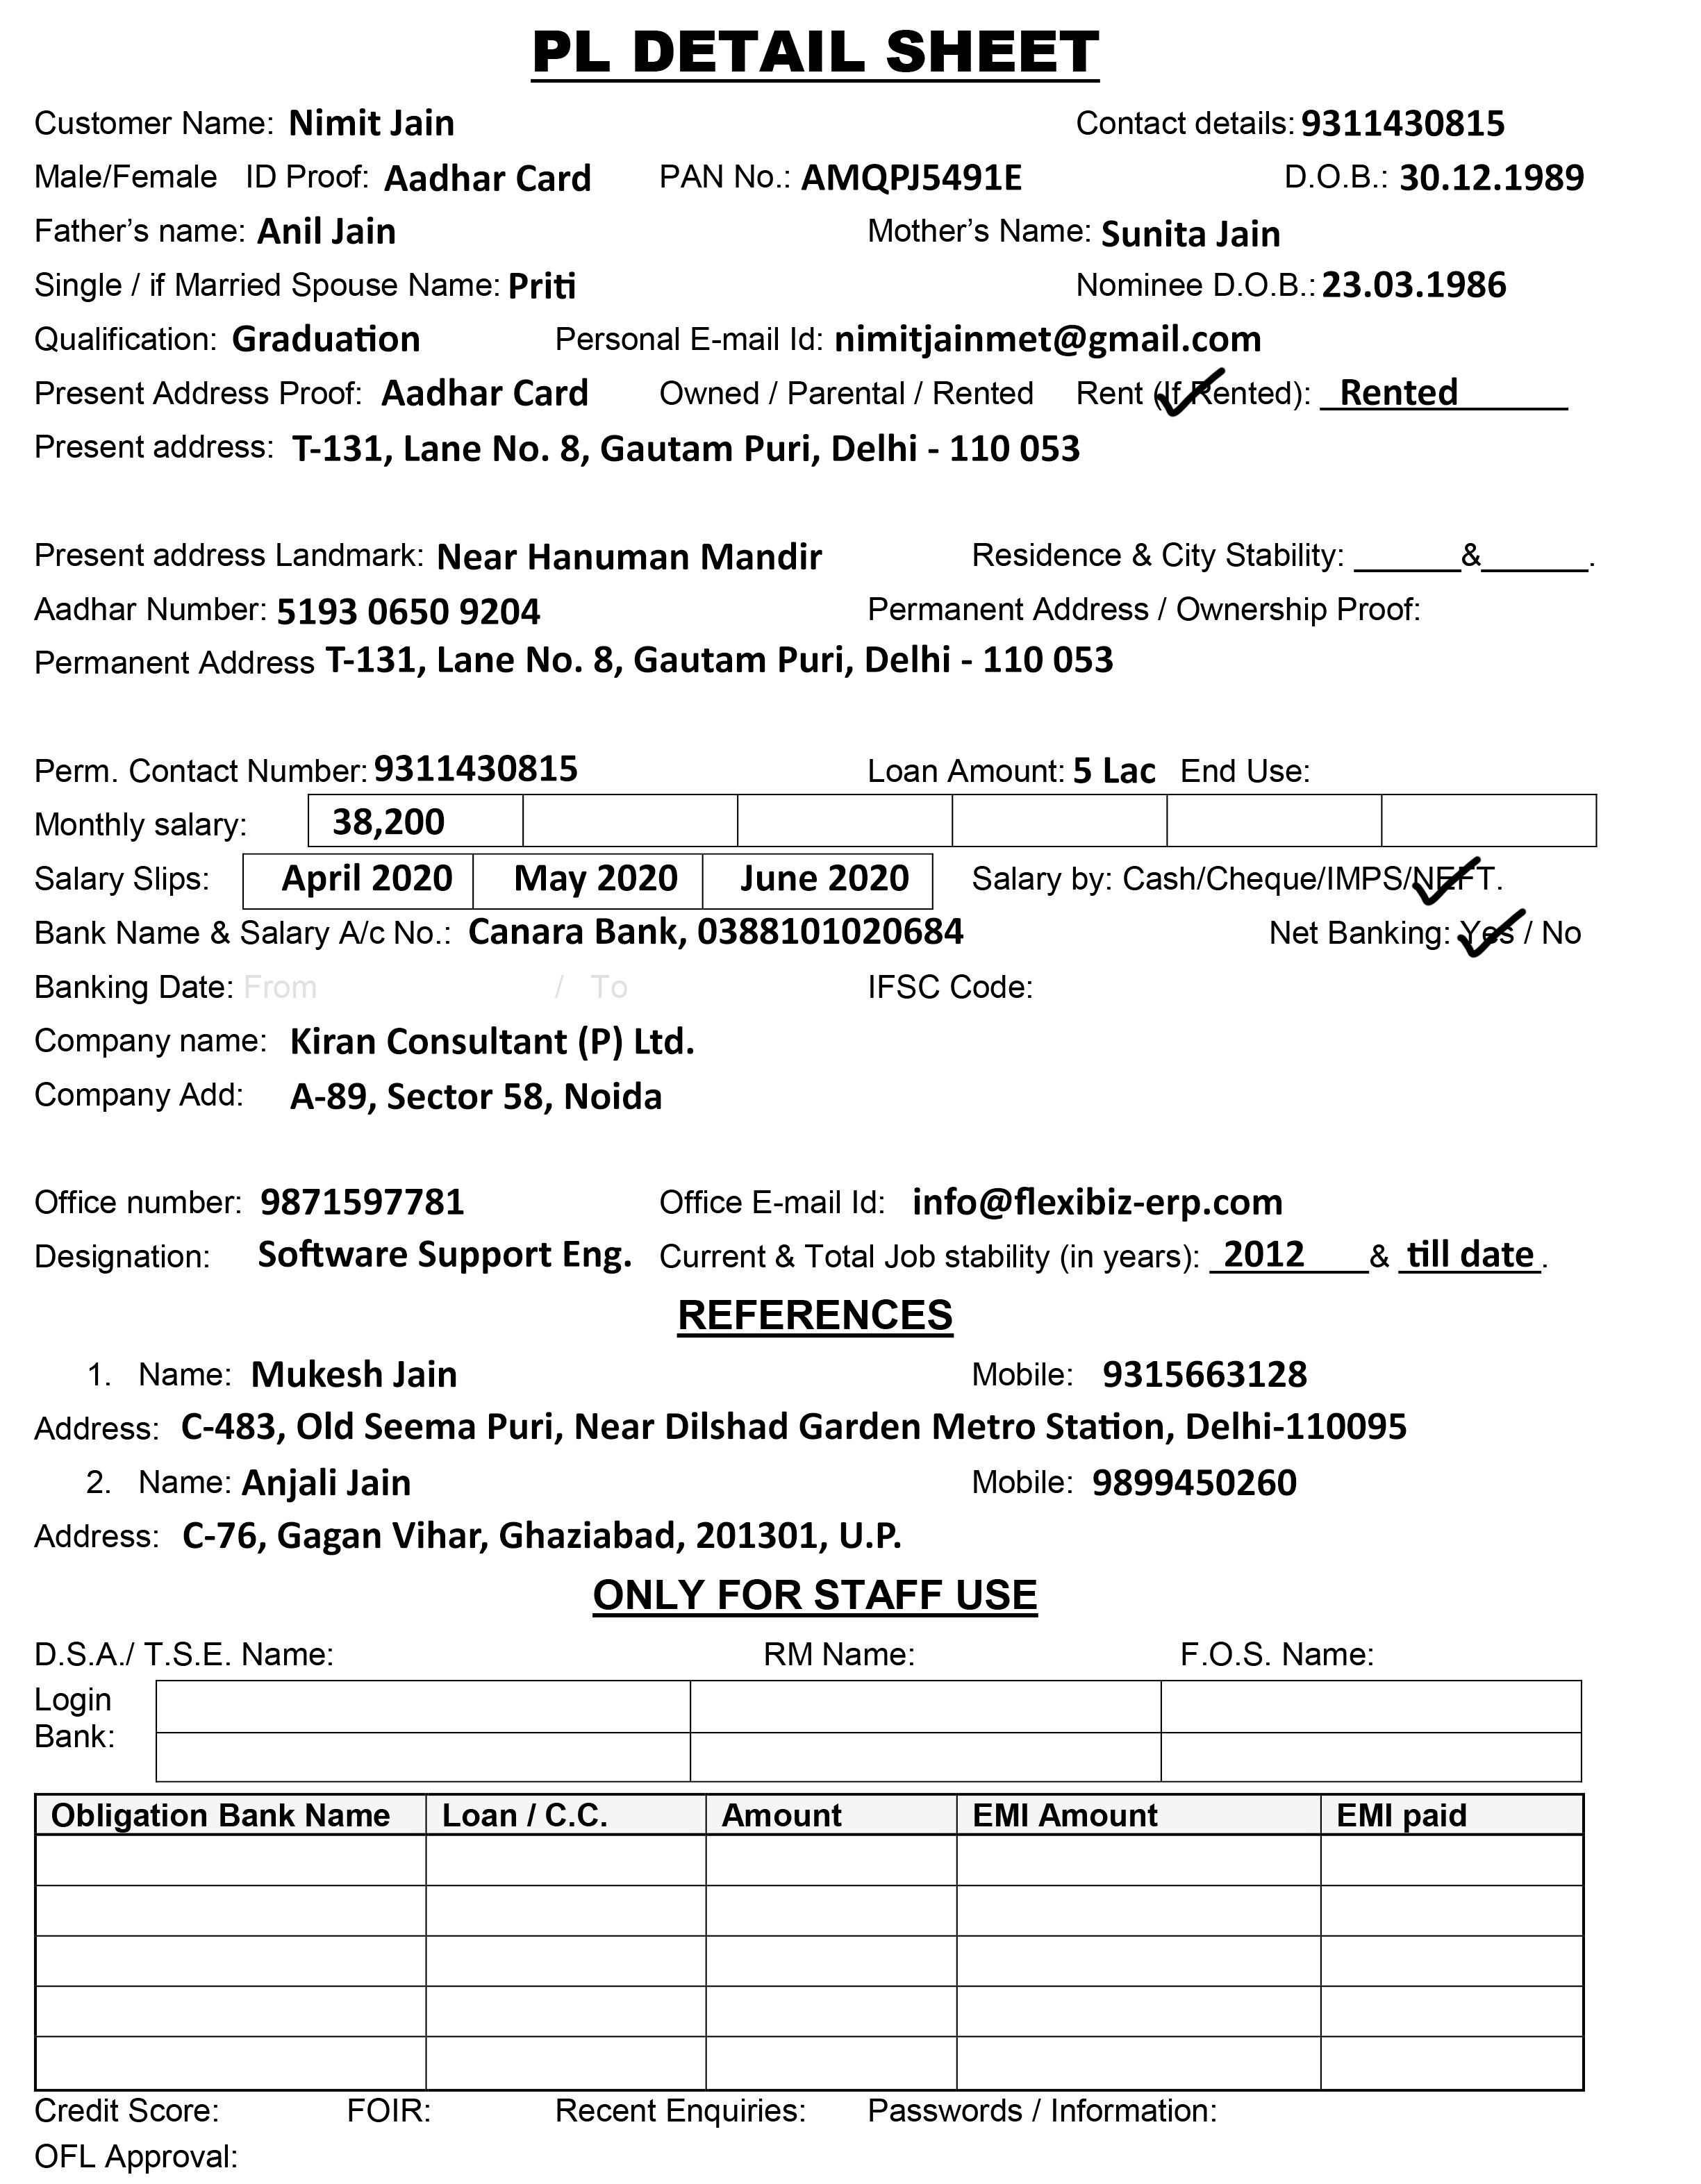 PL DETAIL SHEET
Customer Name: Nimit Jain Contact details: 9311430815
Male/Female ID Proof: Aadhar Card PAN No.: AMQPJ5491E D.O.B.: 30.12.1989
Father’s name: Anil Jain Mother’s Name: Sunita Jain
Single / if Married Spouse Name: Priti Nominee D.O.B.: 23.03.1986
Qualification: Graduation Personal E-mail Id: nimitjainmet@gmail.com
Present Address Proof: Aadhar Card Owned / Parental / Rented Rent (If Rented): Rented
Present address: T-131, Lane No. 8, Gautam Puri, Delhi - 110 053
Present address Landmark: Near Hanuman Mandir Residence & City Stability: ______&______.
Aadhar Number: 5193 0650 9204 Permanent Address / Ownership Proof:
Permanent Address T-131, Lane No. 8, Gautam Puri, Delhi - 110 053
Perm. Contact Number: 9311430815 Loan Amount: 5 Lac End Use:
Monthly salary: 38,200
Salary Slips: April 2020 May 2020 June 2020 Salary by: Cash/Cheque/IMPS/NEFT.
Bank Name & Salary A/c No.: Canara Bank, 0388101020684 Net Banking: Yes / No
Banking Date: From / To IFSC Code:
Company name: Kiran Consultant (P) Ltd.
Company Add: A-89, Sector 58, Noida
Office number: 9871597781 Office E-mail Id: info@flexibiz-erp.com
Designation: Software Support Eng. Current & Total Job stability (in years): 2012 & till date.
REFERENCES
1. Name: Mukesh Jain Mobile: 9315663128
Address: C-483, Old Seema Puri, Near Dilshad Garden Metro Station, Delhi-110095
2. Name: Anjali Jain Mobile: 9899450260
Address: C-76, Gagan Vihar, Ghaziabad, 201301, U.P.
ONLY FOR STAFF USE
D.S.A./ T.S.E. Name: RM Name: F.O.S. Name:
Login
Bank:
Obligation Bank Name Loan / C.C. Amount EMI Amount EMI paid
Credit Score: FOIR: Recent Enquiries: Passwords / Information:
OFL Approval: